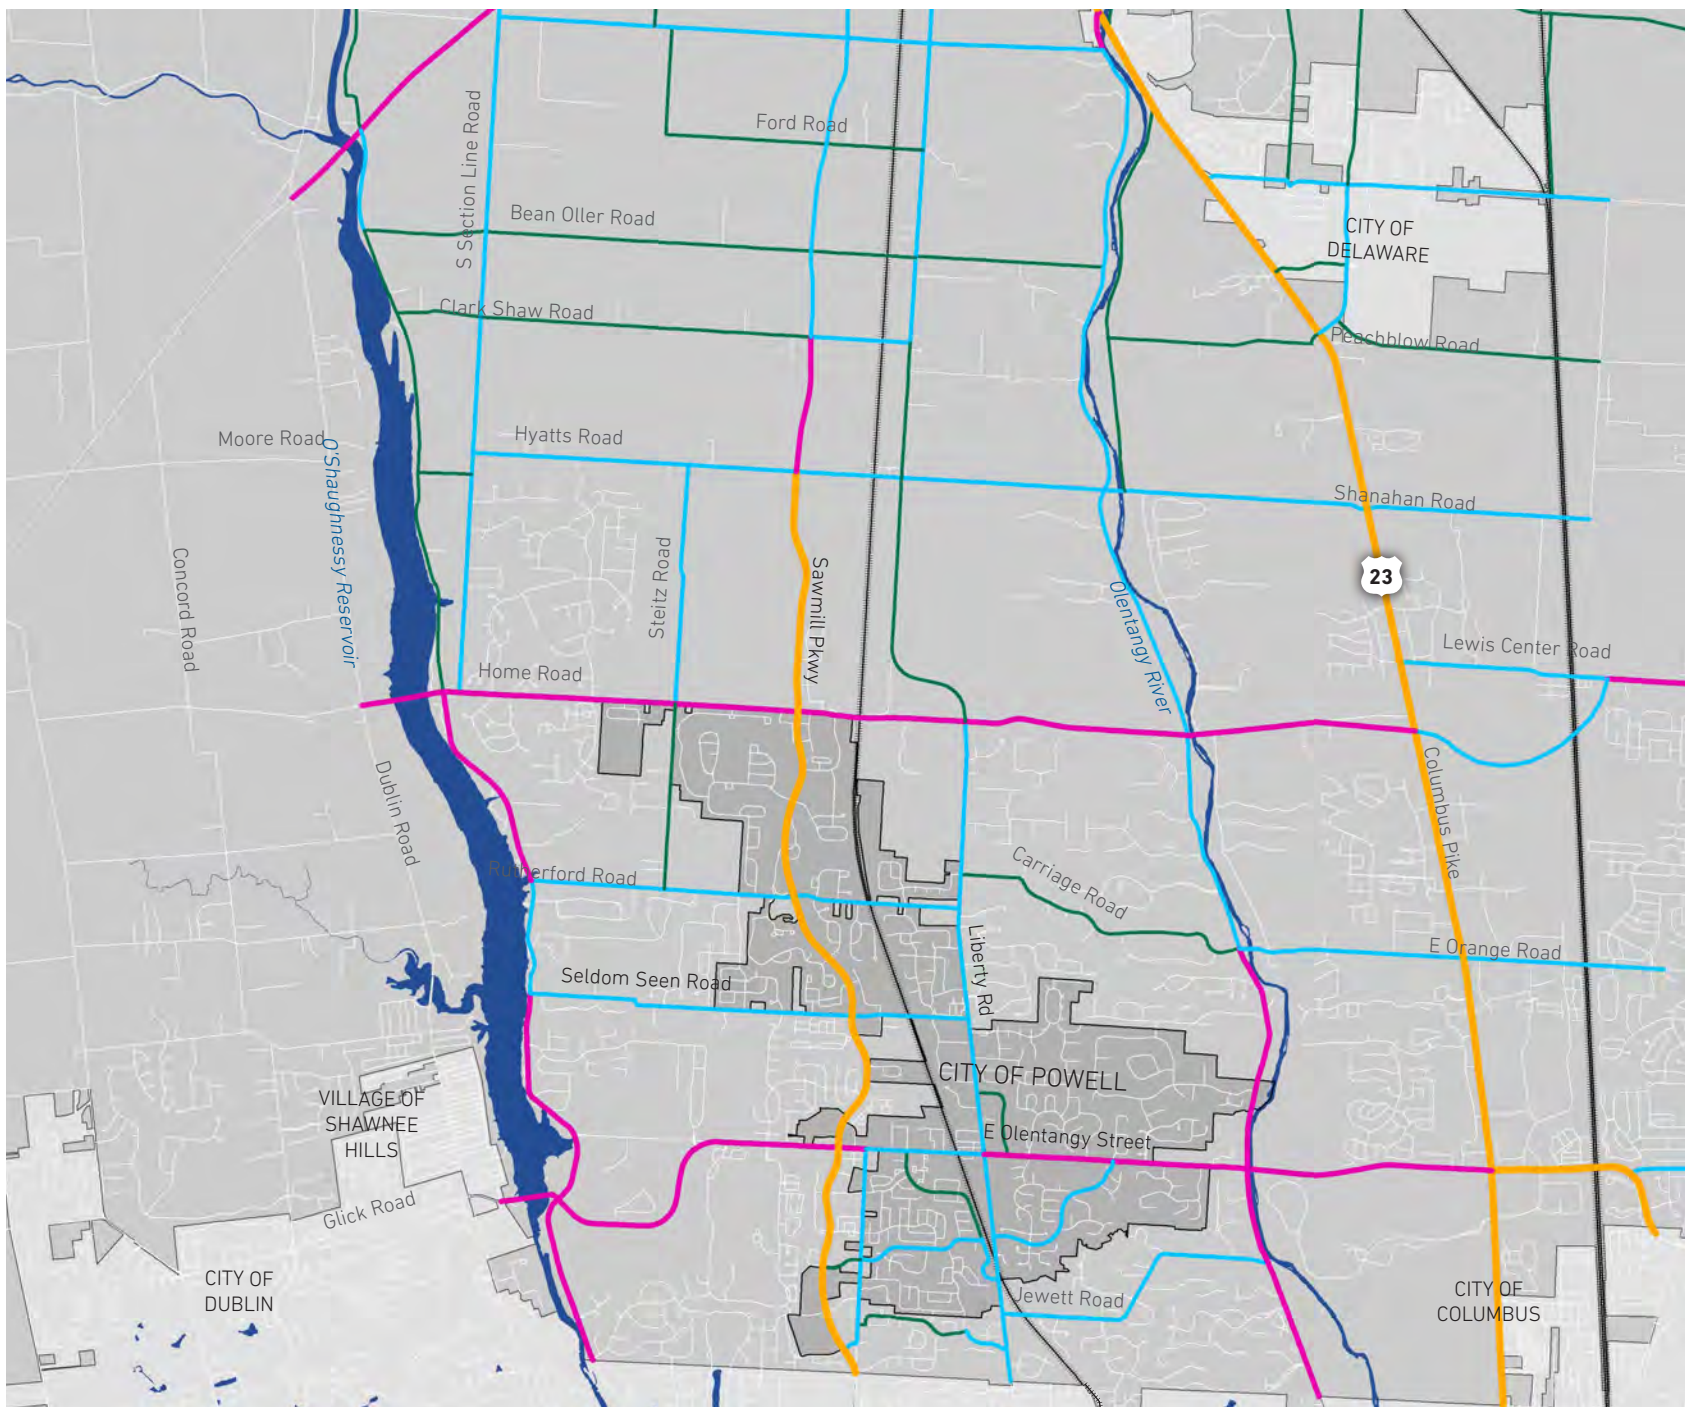 Ford Road
S Section Line Road
Bean Oller Road
CITY OF
DELAWARE
Clark Shaw Road
Peachblow Road
Moore Road
Hyatts Road
O'Shaughnessy Reservoir
Shanahan Road
Concord Road
Steitz Road
Sawmill Pkwy
Olentangy River
23
Lewis Center Road
Home Road
Dublin Road
Columbus Pike
Rutherford Road
Carriage Road
Liberty Rd
E Orange Road
Seldom Seen Road
CITY OF POWELL
VILLAGE OF
SHAWNEE
HILLS
E Olentangy Street
Glick Road
CITY OF
DUBLIN
Jewett Road
CITY OF
COLUMBUS